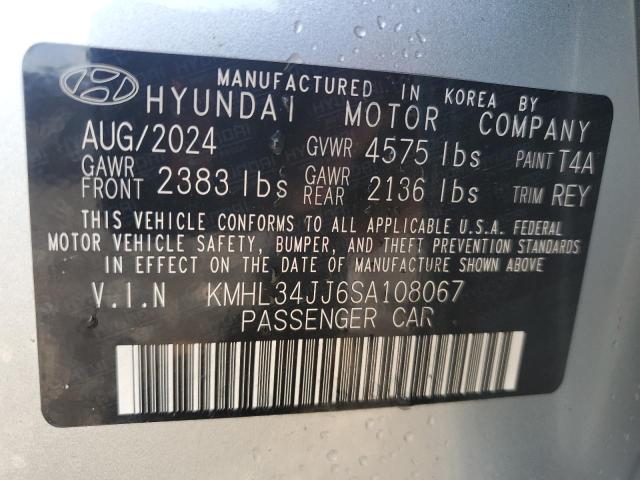 MANUFACTURED IN KOREA BY
HYUNDAI MOTOR COMPANY
AUG/2024 GVWR 4575 lbs PAINT T4A
GAWR FRONT 2383 lbs GAWR REAR 2136 lbs TRIM REY
THIS VEHICLE CONFORMS TO ALL APPLICABLE U.S.A. FEDERAL
MOTOR VEHICLE SAFETY, BUMPER, AND THEFT PREVENTION STANDARDS
IN EFFECT ON THE DATE OF MANUFACTURE SHOWN ABOVE.
V.I.N KMHL34JJ6SA108067
PASSENGER CAR